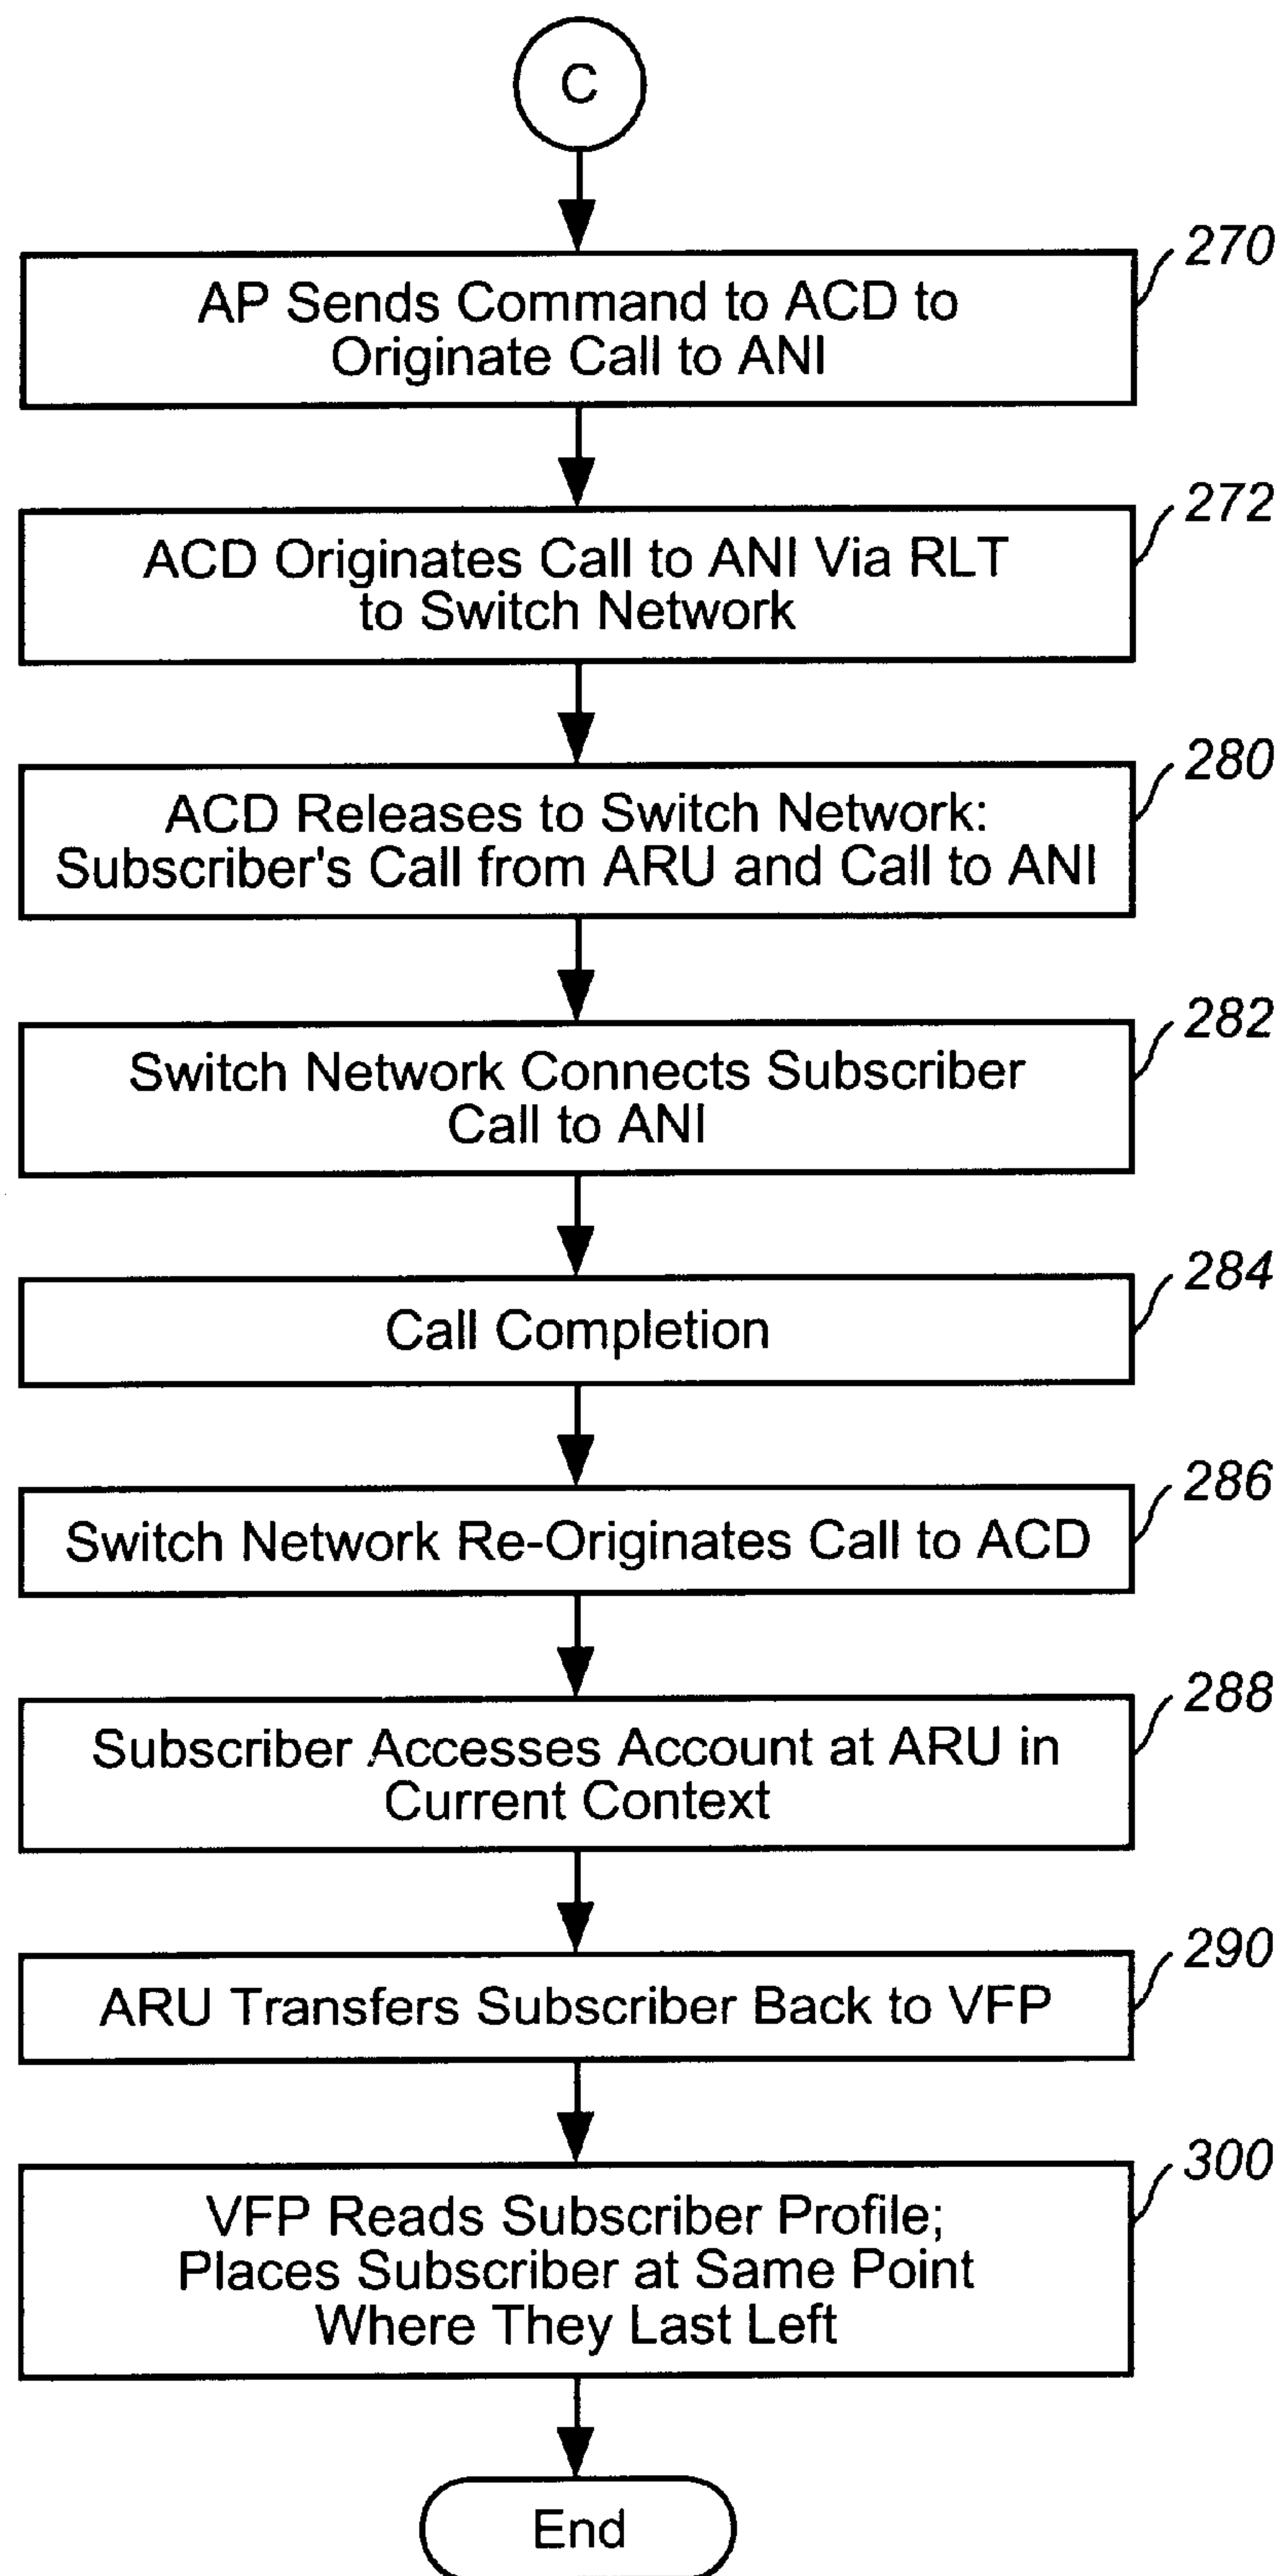 C
270
AP Sends Command to ACD to
Originate Call to ANI
272
ACD Originates Call to ANI Via RLT
to Switch Network
280
ACD Releases to Switch Network:
Subscriber's Call from ARU and Call to ANI
282
Switch Network Connects Subscriber
Call to ANI
284
Call Completion
286
Switch Network Re-Originates Call to ACD
288
Subscriber Accesses Account at ARU in
Current Context
290
ARU Transfers Subscriber Back to VFP
300
VFP Reads Subscriber Profile;
Places Subscriber at Same Point
Where They Last Left
End